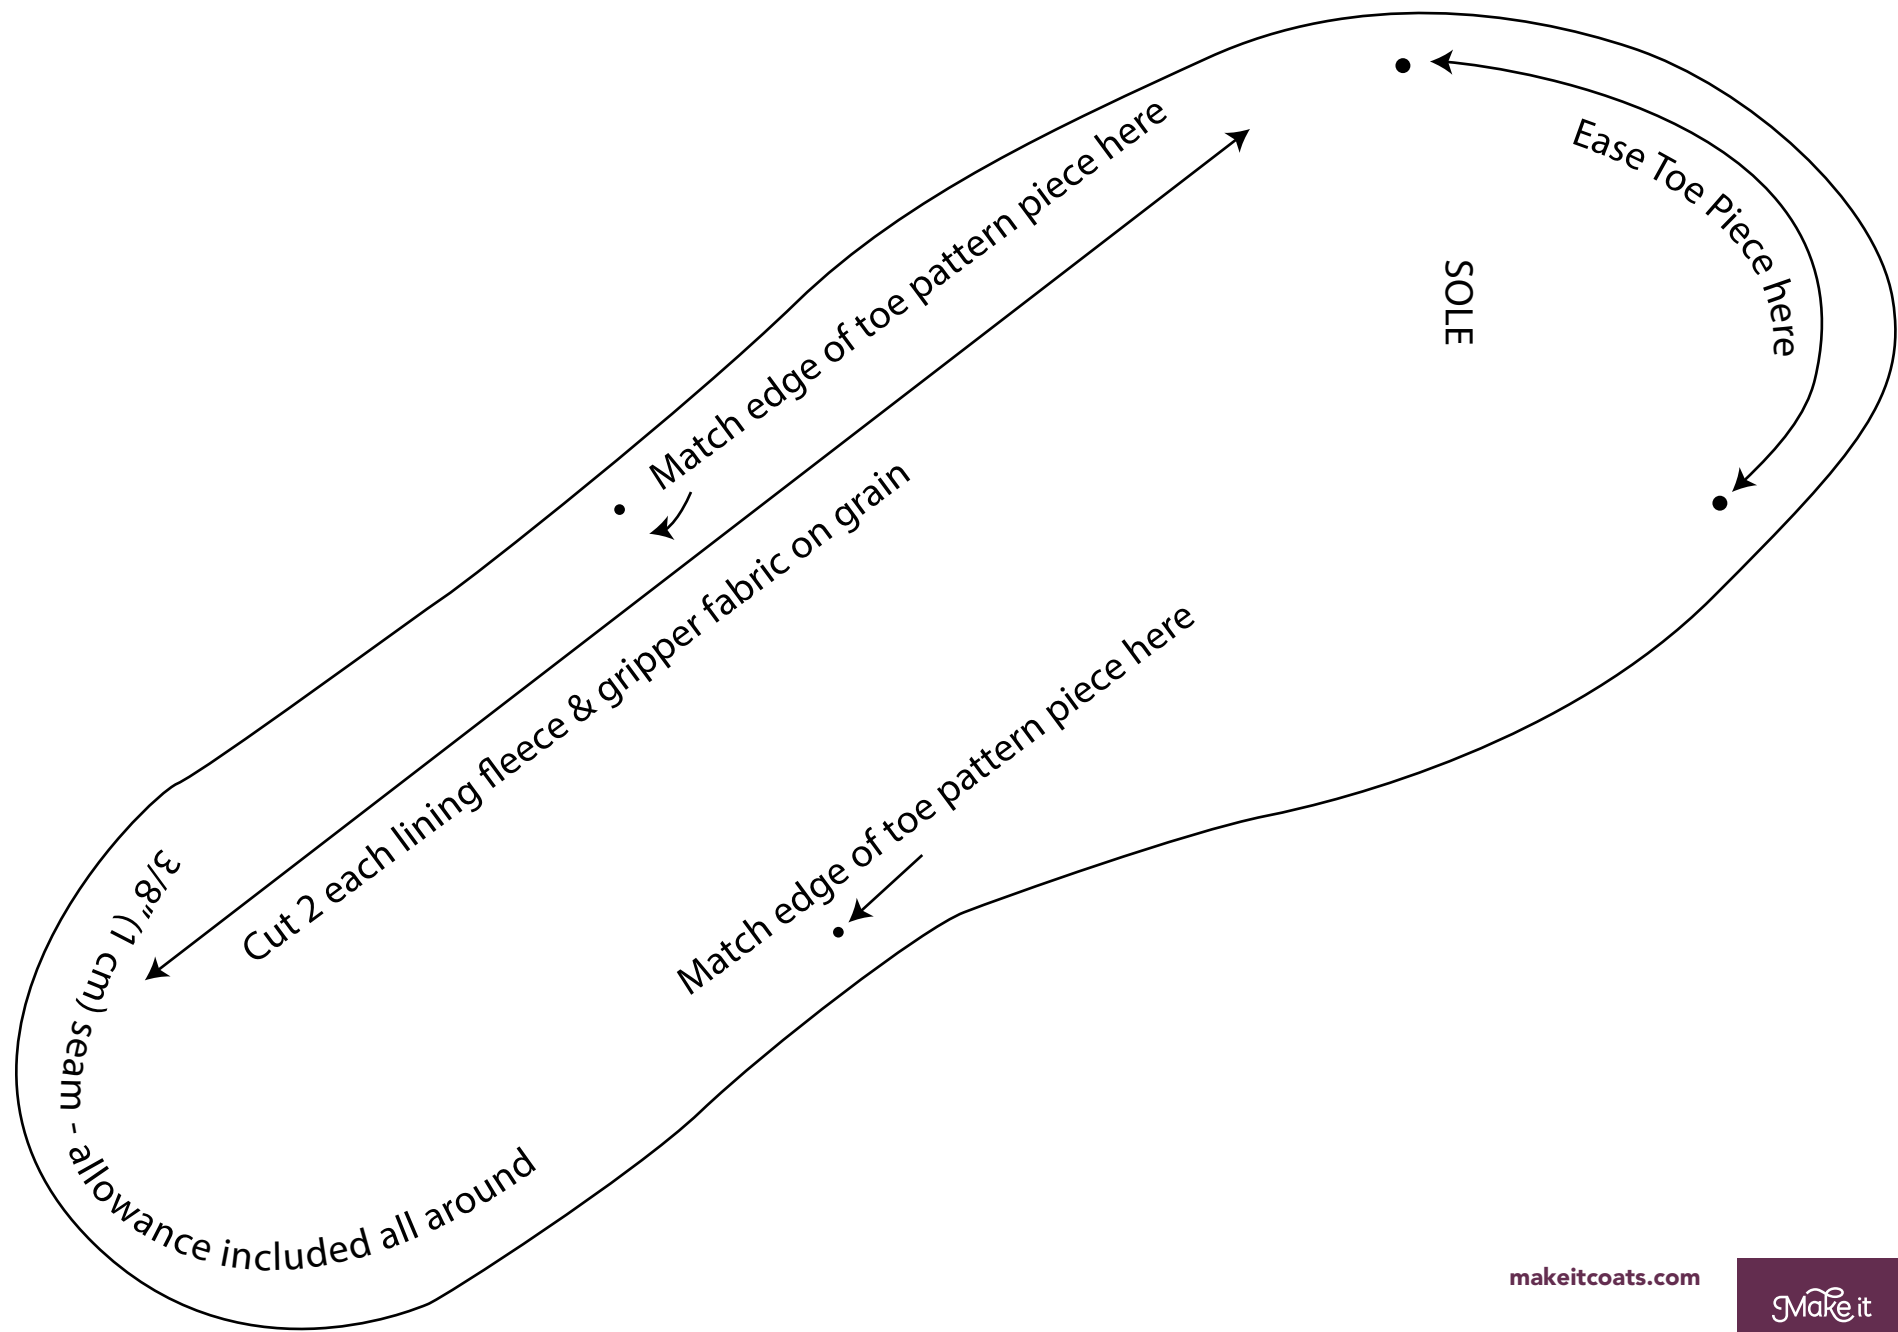 Ease Toe Piece here
Match edge of toe pattern piece here
SOLE
Cut 2 each lining fleece & gripper fabric on grain
Match edge of toe pattern piece here
3/8" (1 cm) seam - allowance included all around
makeitcoats.com
Make it